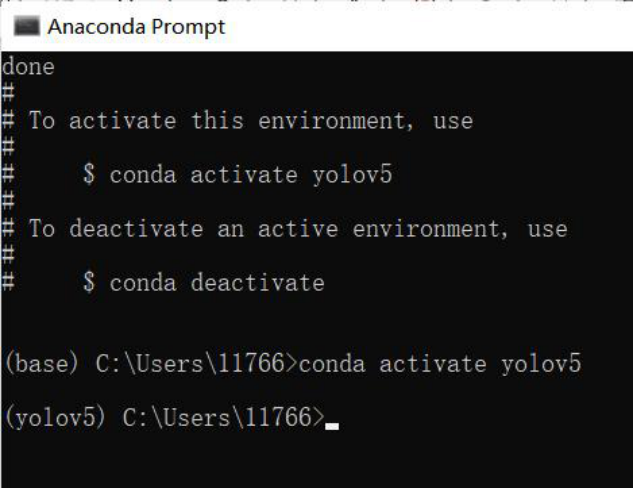 Anaconda Prompt
done
#
# To activate this environment, use
#
#     $ conda activate yolov5
#
# To deactivate an active environment, use
#
#     $ conda deactivate
(base) C:\Users\11766>conda activate yolov5
(yolov5) C:\Users\11766>